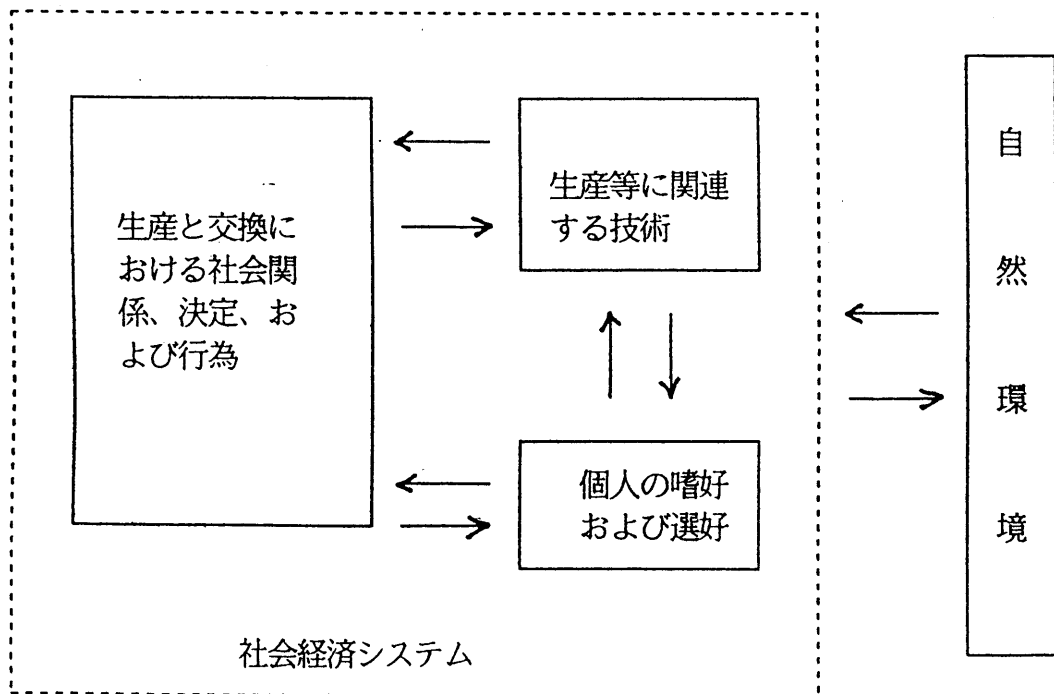 生産と交換に
おける社会関
係、決定、お
よび行為
生産等に関連
する技術
個人の嗜好
および選好
社会経済システム
自然環境